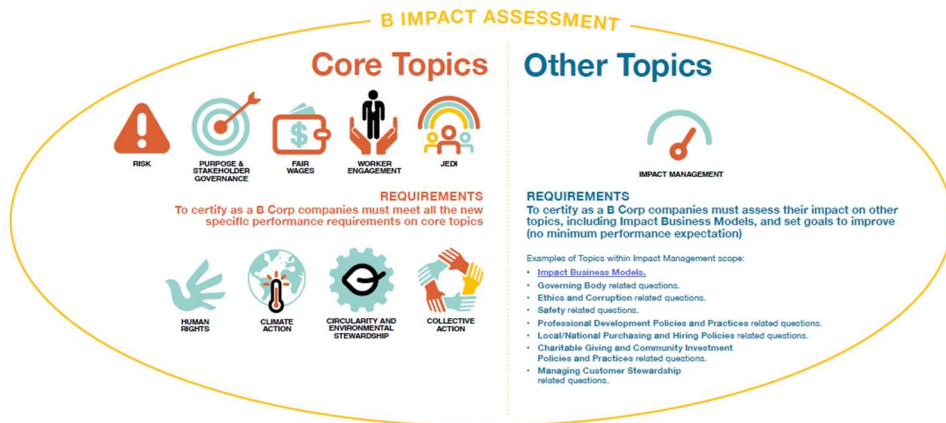 B IMPACT ASSESSMENT
Core Topics
RISK
PURPOSE &
STAKEHOLDER
GOVERNANCE
FAIR
WAGES
WORKER
ENGAGEMENT
JEDI
REQUIREMENTS
To certify as a B Corp companies must meet all the new
specific performance requirements on core topics
HUMAN
RIGHTS
CLIMATE
ACTION
CIRCULARITY AND
ENVIRONMENTAL
STEWARDSHIP
COLLECTIVE
ACTION
Other Topics
IMPACT MANAGEMENT
REQUIREMENTS
To certify as a B Corp companies must assess their impact on other
topics, including Impact Business Models, and set goals to improve
(no minimum performance expectation)
Examples of Topics within Impact Management scope:
• Impact Business Models.
• Governing Body related questions.
• Ethics and Corruption related questions.
• Safety related questions.
• Professional Development Policies and Practices related questions.
• Local/National Purchasing and Hiring Policies related questions.
• Charitable Giving and Community Investment
Policies and Practices related questions.
• Managing Customer Stewardship
related questions.